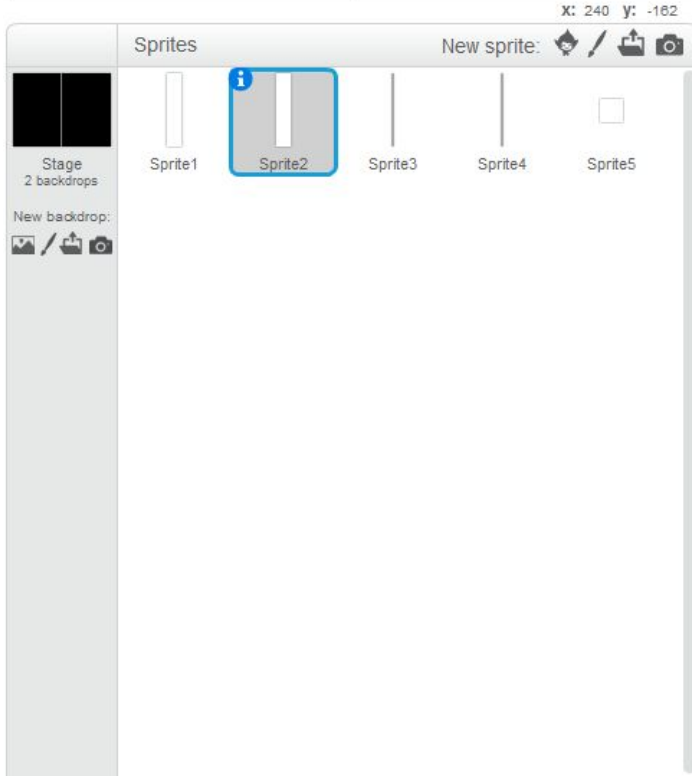 x: 240 y: -162
Sprites New sprite:
Sprite1 Sprite2 Sprite3 Sprite4 Sprite5
Stage
2 backdrops
New backdrop: